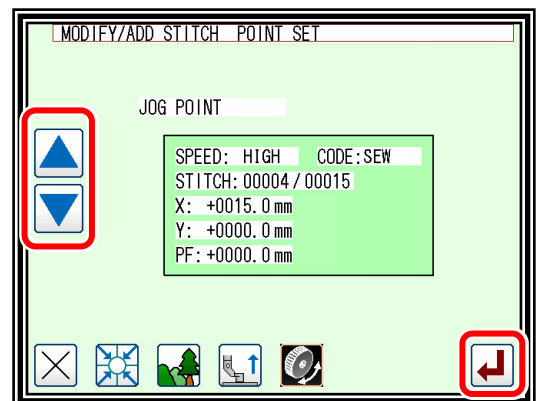 MODIFY/ADD STITCH POINT SET
JOG POINT
SPEED: HIGH CODE:SEW
STITCH:00004/00015
X: +0015.0mm
Y: +0000.0mm
PF:+0000.0mm